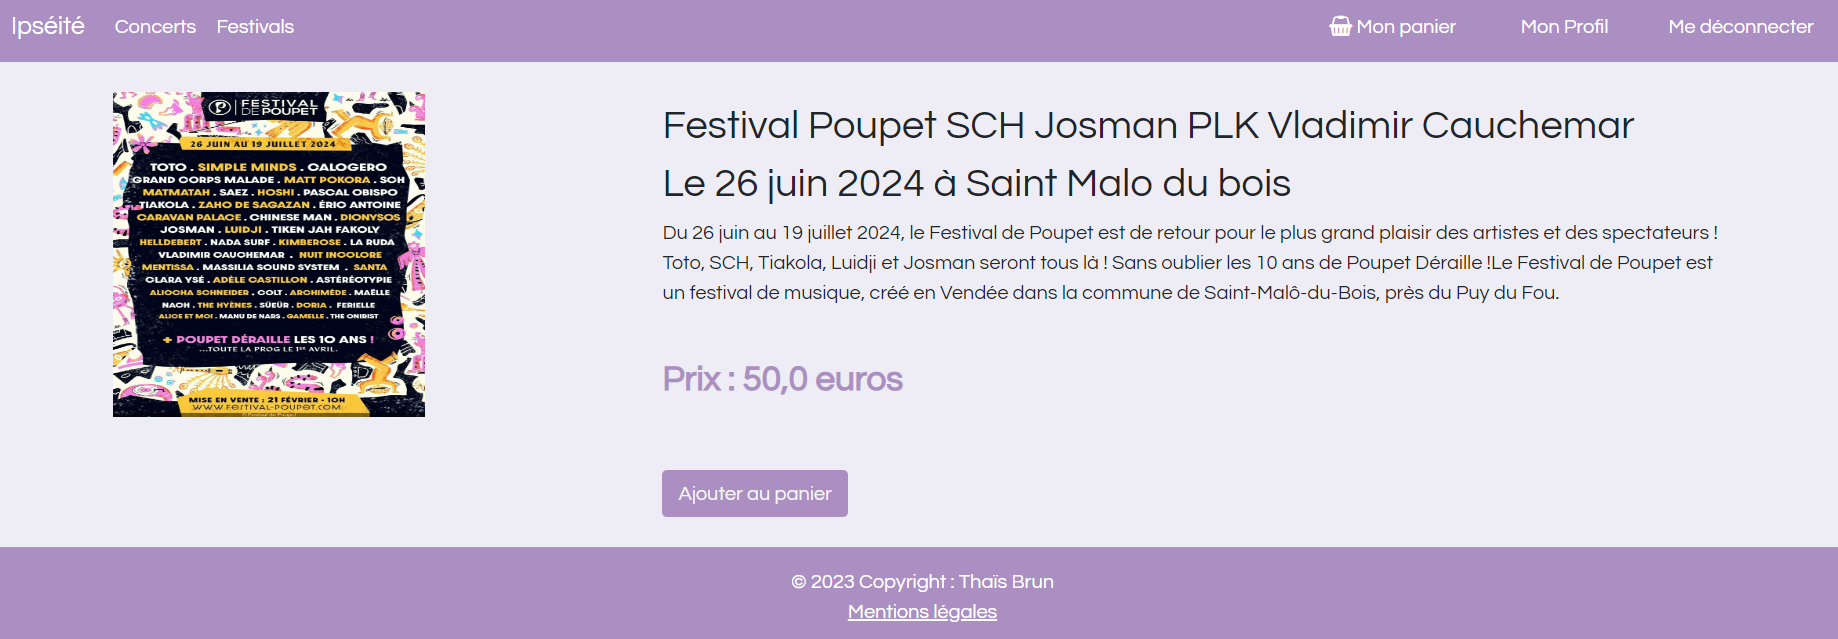 Ipséité
Concerts
Festivals
Mon panier
Mon Profil
Me déconnecter
FESTIVAL
DE POUPET
26 JUIN AU 19 JUILLET 2024
TOTO . SIMPLE MINDS . CALOGERO
GRAND CORPS MALADE . MATT POKORA . SCH
MATMATAH . SAEZ . HOSHI . PASCAL OBISPO
TIAKOLA . ZAHO DE SAGAZAN . ÉRIC ANTOINE
CARAVAN PALACE . CHINESE MAN . DIONYSOS
JOSMAN . LUIDJI . TIKEN JAH FAKOLY
HELLDEBERT . NADA SURF . KIMBEROSE . LA RUDA
VLADIMIR CAUCHEMAR . NUIT INCOLORE
MENTISSA . MASSILIA SOUND SYSTEM . SANTA
CLARA YSÉ . ADÈLE CASTILLON . ASTÉRÉOTYPIE
ALIOCHA SCHNEIDER . COLT . ARCHIMÈDE . MAËLLE
NACH . THE HYÈNES . SÜEÜR . DORIA . FERIELLE
ALICE ET MOI . MANU DE NARS . GAMELLE . THE ONIRIST
+ POUPET DÉRAILLE LES 10 ANS !
...TOUTE LA PROG LE 1ER AVRIL.
MISE EN VENTE : 21 FÉVRIER - 10H
WWW.FESTIVAL-POUPET.COM
© Festival de Poupet
Festival Poupet SCH Josman PLK Vladimir Cauchemar
Le 26 juin 2024 à Saint Malo du bois
Du 26 juin au 19 juillet 2024, le Festival de Poupet est de retour pour le plus grand plaisir des artistes et des spectateurs !
Toto, SCH, Tiakola, Luidji et Josman seront tous là ! Sans oublier les 10 ans de Poupet Déraille !Le Festival de Poupet est
un festival de musique, créé en Vendée dans la commune de Saint-Malô-du-Bois, près du Puy du Fou.
Prix : 50,0 euros
Ajouter au panier
© 2023 Copyright : Thaïs Brun
Mentions légales